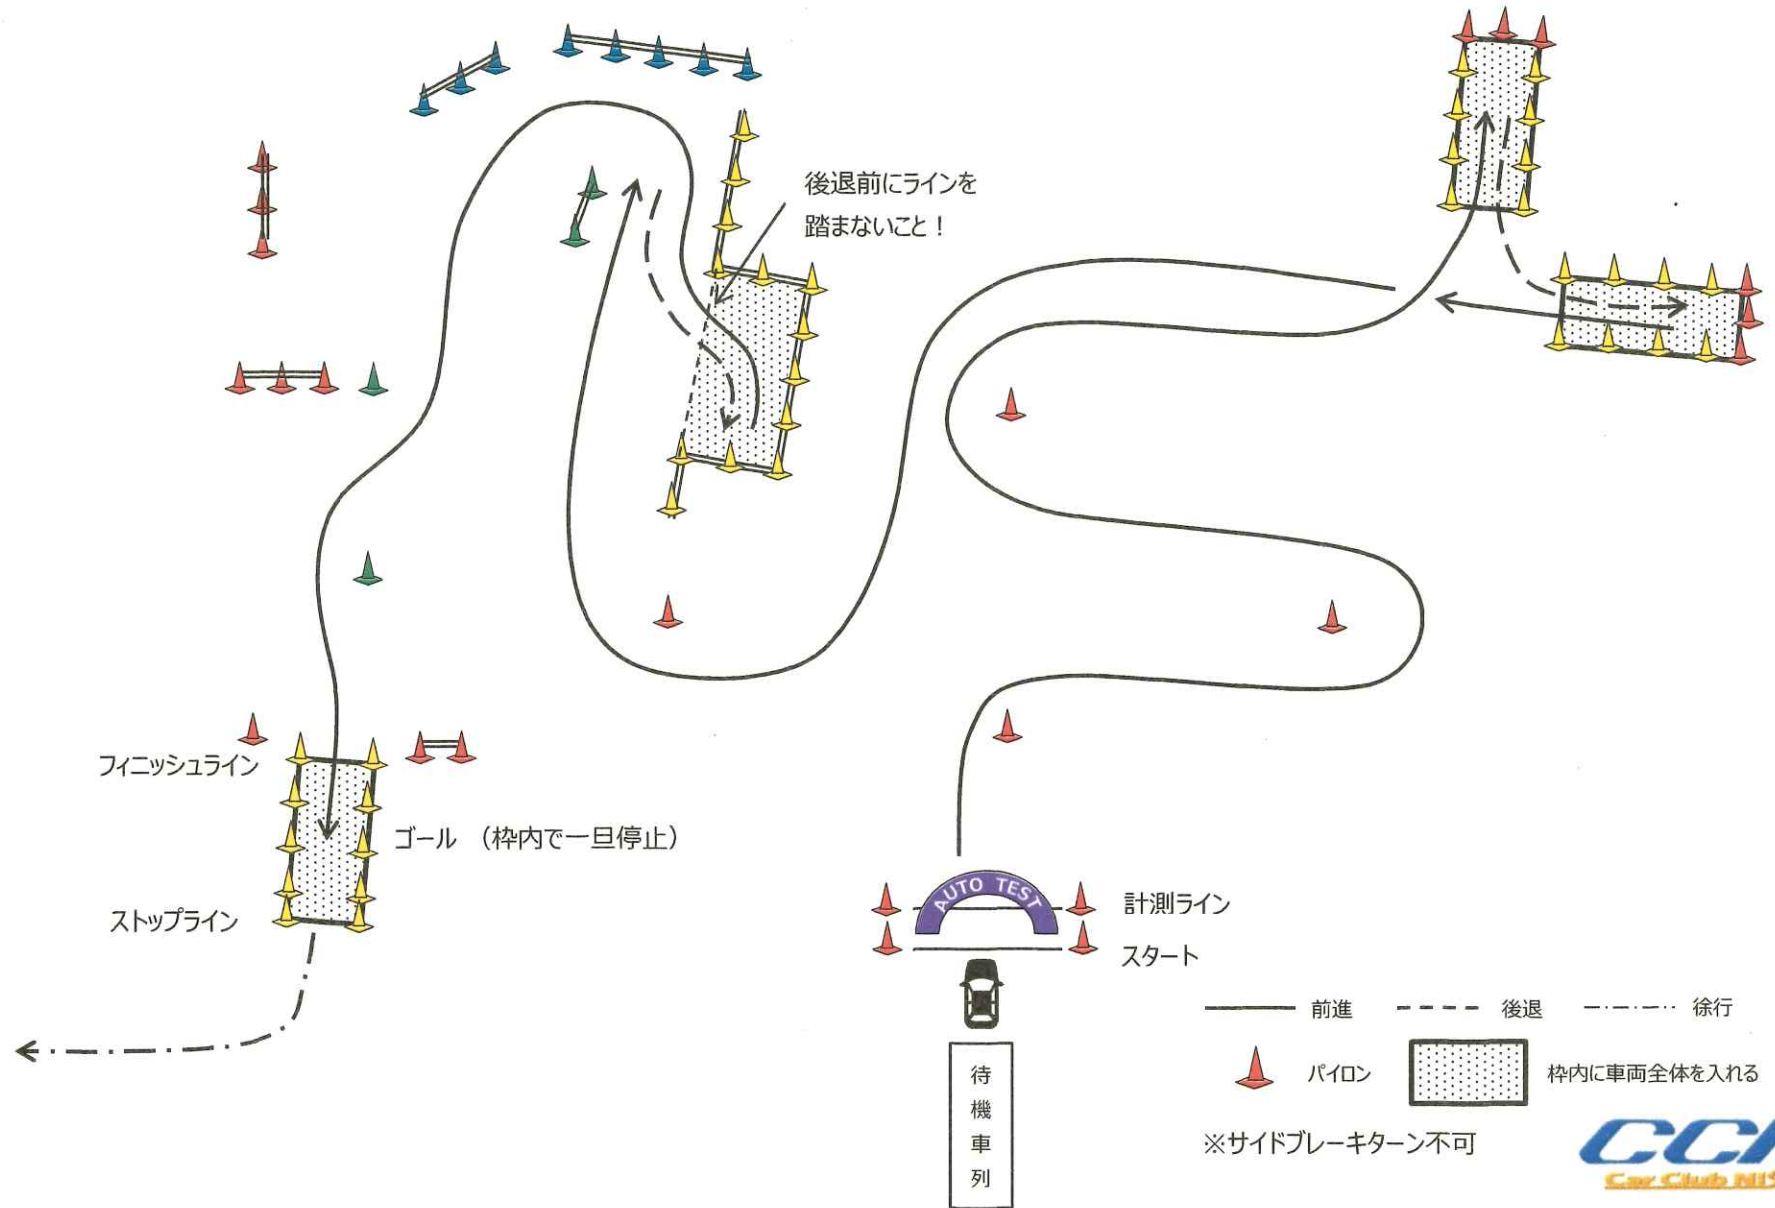 後退前にラインを
踏まないこと！
フィニッシュライン
ゴール （枠内で一旦停止）
ストップライン
AUTO TEST
計測ライン
スタート
前進
後退
徐行
パイロン
枠内に車両全体を入れる
待
機
車
列
※サイドブレーキターン不可
Car Club